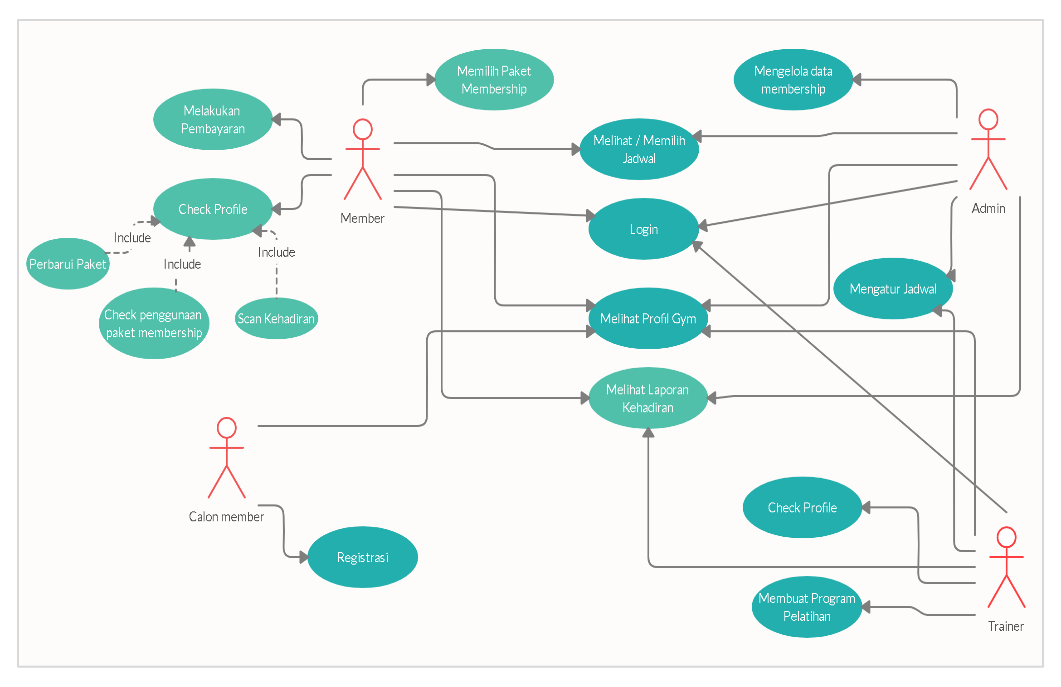 Memilih Paket
Membership
Mengelola data
membership
Melakukan
Pembayaran
Melihat / Memilih
Jadwal
Member
Admin
Check Profile
Login
Include
Include
Include
Perbarui Paket
Mengatur Jadwal
Check penggunaan
paket membership
Scan Kehadiran
Melihat Profil Gym
Melihat Laporan
Kehadiran
Calon member
Check Profile
Registrasi
Membuat Program
Pelatihan
Trainer